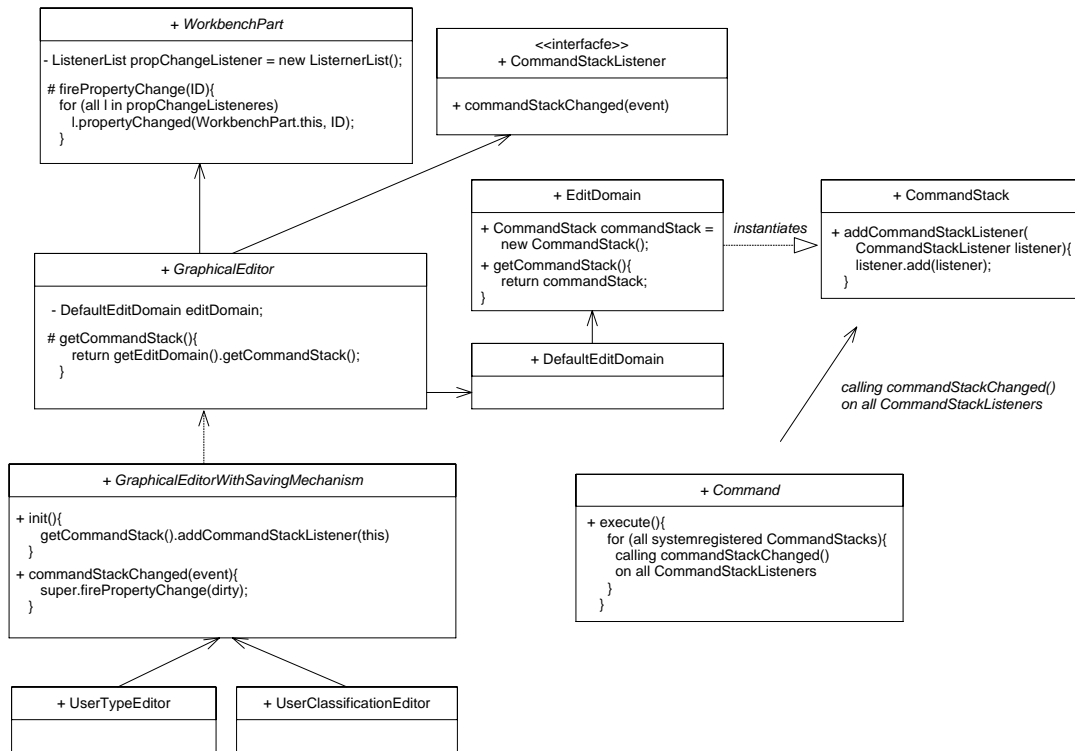 + WorkbenchPart
- ListenerList propChangeListener = new ListernerList();
# firePropertyChange(ID){
for (all l in propChangeListeneres)
l.propertyChanged(WorkbenchPart.this, ID);
}
<<interfacfe>>
+ CommandStackListener
+ commandStackChanged(event)
+ EditDomain
+ CommandStack commandStack =
new CommandStack();
+ getCommandStack(){
return commandStack;
}
instantiates
+ CommandStack
+ addCommandStackListener(
CommandStackListener listener){
listener.add(listener);
}
+ GraphicalEditor
- DefaultEditDomain editDomain;
# getCommandStack(){
return getEditDomain().getCommandStack();
}
+ DefaultEditDomain
calling commandStackChanged()
on all CommandStackListeners
+ GraphicalEditorWithSavingMechanism
+ init(){
getCommandStack().addCommandStackListener(this)
}
+ commandStackChanged(event){
super.firePropertyChange(dirty);
}
+ Command
+ execute(){
for (all systemregistered CommandStacks){
calling commandStackChanged()
on all CommandStackListeners
}
}
+ UserTypeEditor
+ UserClassificationEditor